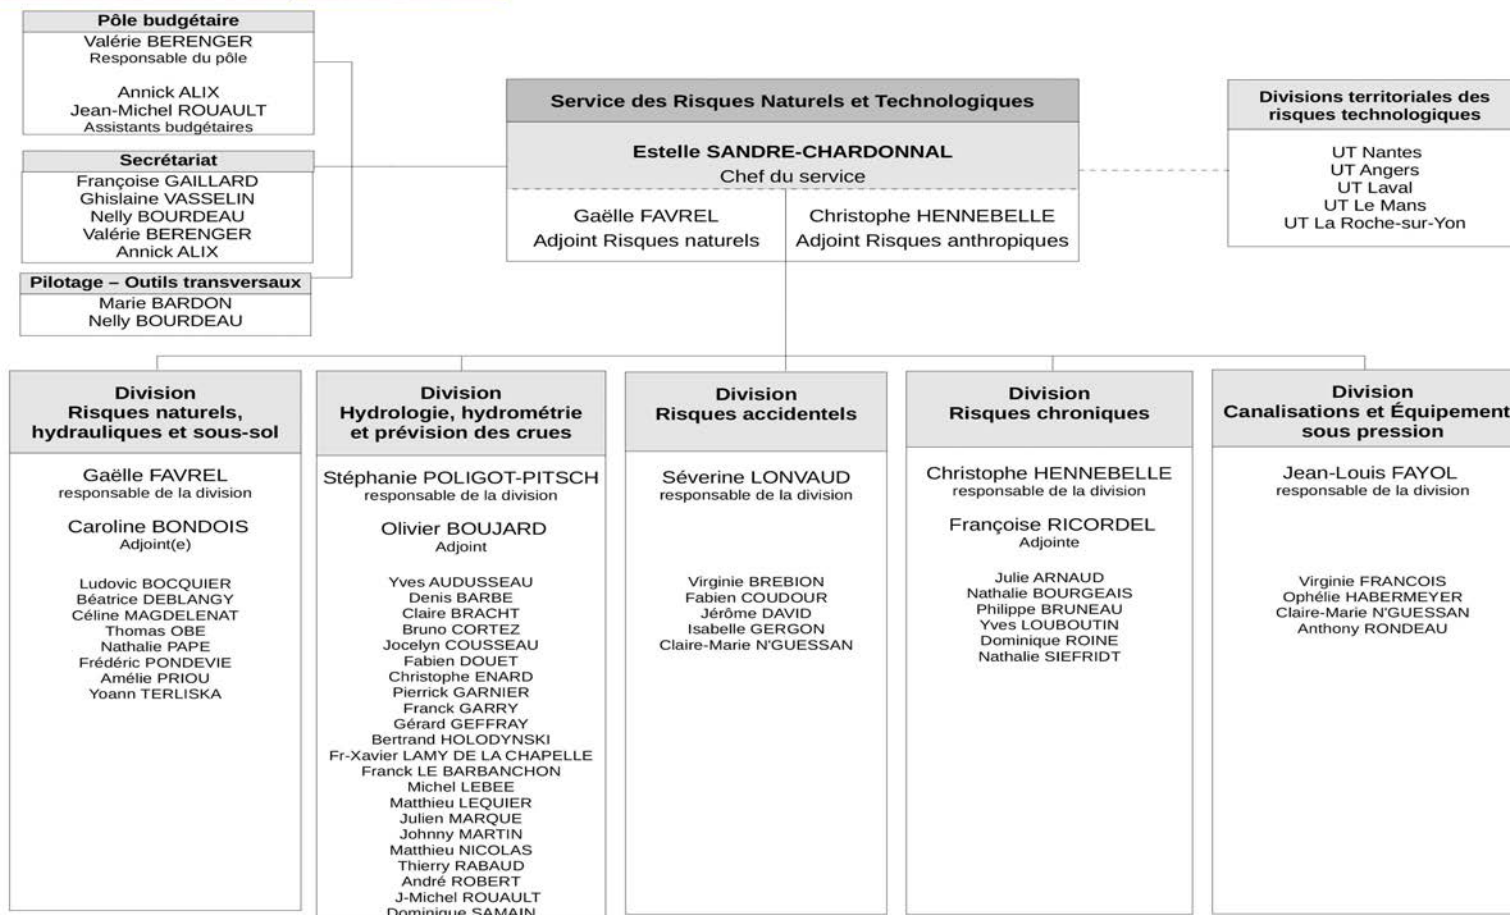 Pôle budgétaire
Valérie BERENGER
Responsable du pôle
Annick ALIX
Jean-Michel ROUAULT
Assistants budgétaires
Secrétariat
Françoise GAILLARD
Ghislaine VASSELIN
Nelly BOURDEAU
Valérie BERENGER
Annick ALIX
Pilotage – Outils transversaux
Marie BARDON
Nelly BOURDEAU
Service des Risques Naturels et Technologiques
Estelle SANDRE-CHARDONNAL
Chef du service
Gaëlle FAVREL
Adjoint Risques naturels
Christophe HENNEBELLE
Adjoint Risques anthropiques
Divisions territoriales des
risques technologiques
UT Nantes
UT Angers
UT Laval
UT Le Mans
UT La Roche-sur-Yon
Division
Risques naturels,
hydrauliques et sous-sol
Gaëlle FAVREL
responsable de la division
Caroline BONDOIS
Adjoint(e)
Ludovic BOCQUIER
Béatrice DEBLANGY
Céline MAGDELENAT
Thomas OBE
Nathalie PAPE
Frédéric PONDEVIE
Amélie PRIOU
Yoann TERLISKA
Division
Hydrologie, hydrométrie
et prévision des crues
Stéphanie POLIGOT-PITSCH
responsable de la division
Olivier BOUJARD
Adjoint
Yves AUDUSSEAU
Denis BARBE
Claire BRACHT
Bruno CORTEZ
Jocelyn COUSSEAU
Fabien DOUET
Christophe ENARD
Pierrick GARNIER
Franck GARRY
Gérard GEFFRAY
Bertrand HOLODYNSKI
Fr-Xavier LAMY DE LA CHAPELLE
Franck LE BARBANCHON
Michel LEBEE
Matthieu LEQUIER
Julien MARQUE
Johnny MARTIN
Matthieu NICOLAS
Thierry RABAUD
André ROBERT
J-Michel ROUAULT
Dominique SAMAIN
Division
Risques accidentels
Séverine LONVAUD
responsable de la division
Virginie BREBION
Fabien COUDOUR
Jérôme DAVID
Isabelle GERGON
Claire-Marie N'GUESSAN
Division
Risques chroniques
Christophe HENNEBELLE
responsable de la division
Françoise RICORDEL
Adjointe
Julie ARNAUD
Nathalie BOURGEAIS
Philippe BRUNEAU
Yves LOUBOUTIN
Dominique ROINE
Nathalie SIEFRIDT
Division
Canalisations et Équipement
sous pression
Jean-Louis FAYOL
responsable de la division
Virginie FRANCOIS
Ophélie HABERMEYER
Claire-Marie N'GUESSAN
Anthony RONDEAU